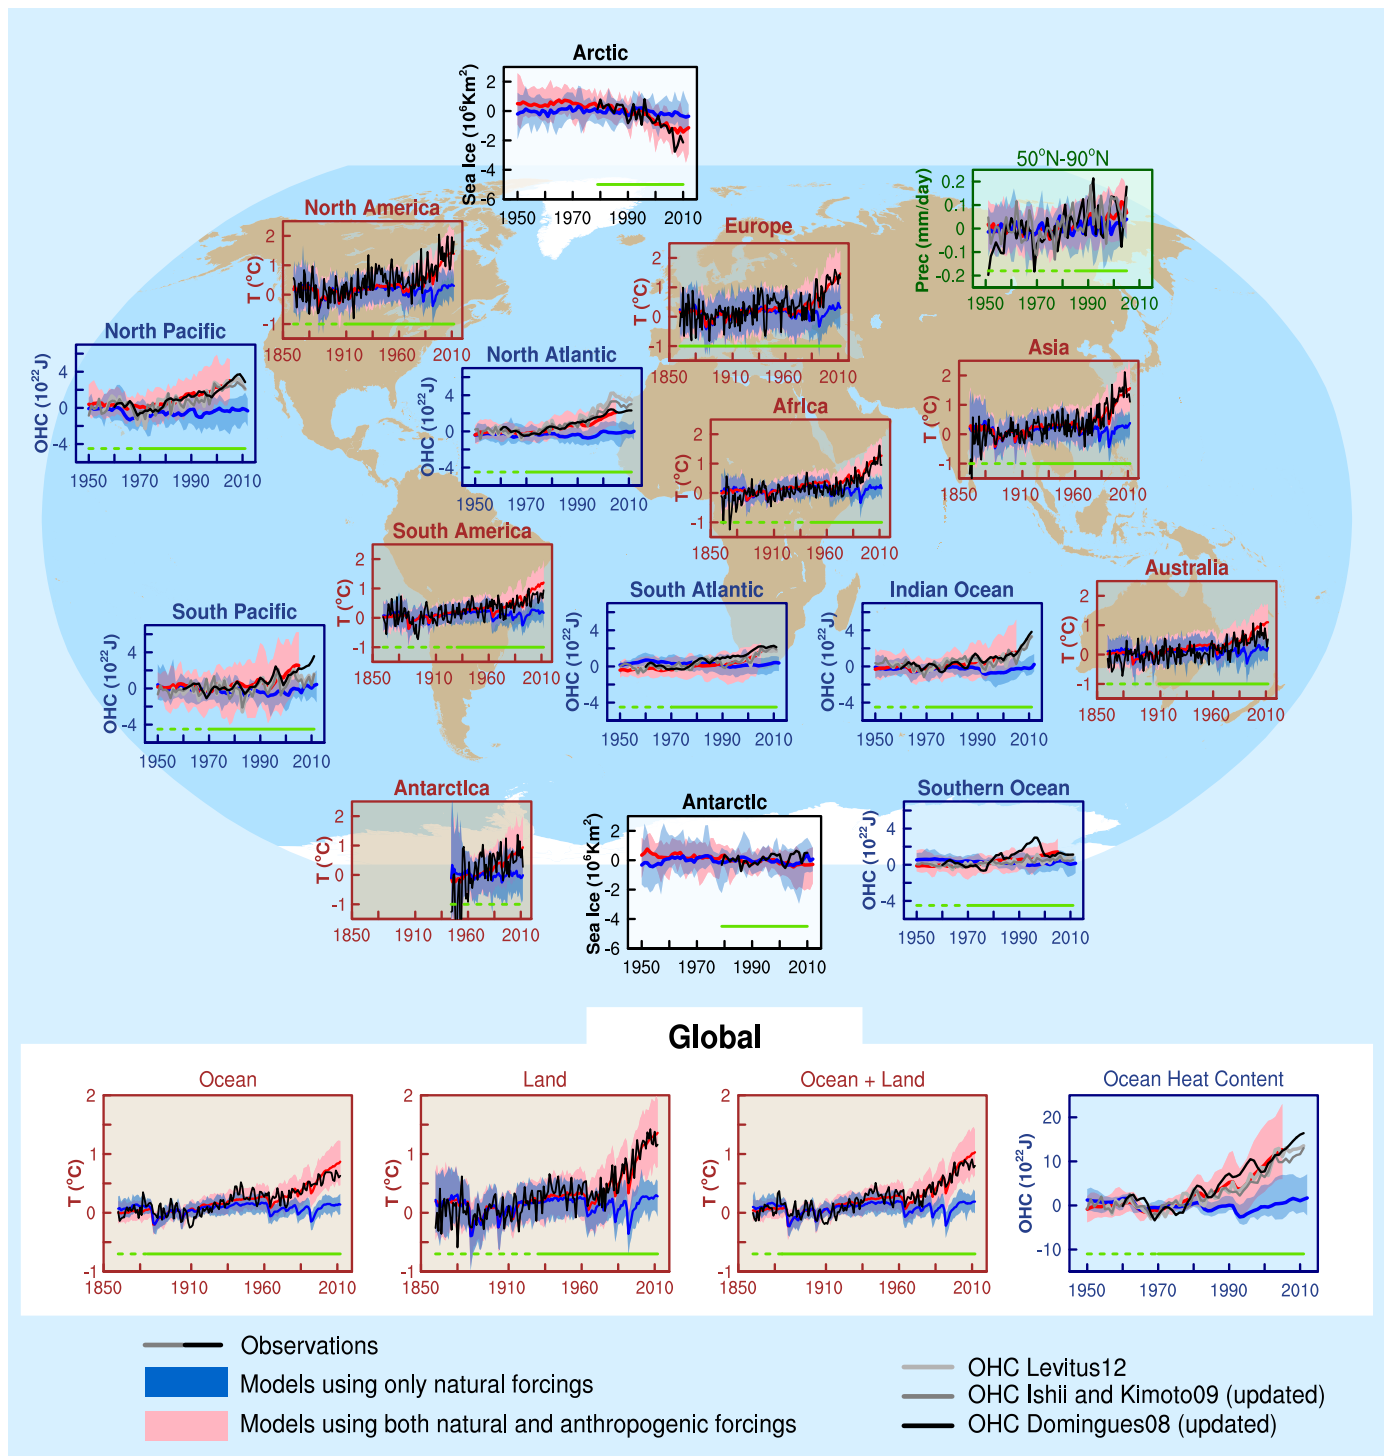 Arctic
Sea Ice (10⁶Km²)
2
0
-2
-4
-6
1950 1970 1990 2010
50°N-90°N
Prec (mm/day)
0.2
0.1
0
-0.1
-0.2
1950 1970 1990 2010
North America
T (°C)
2
1
0
-1
1850 1910 1960 2010
Europe
T (°C)
2
1
0
-1
1850 1910 1960 2010
North Pacific
OHC (10²²J)
4
0
-4
1950 1970 1990 2010
North Atlantic
OHC (10²²J)
4
0
-4
1950 1970 1990 2010
Asia
T (°C)
2
1
0
-1
1850 1910 1960 2010
Africa
T (°C)
2
1
0
-1
1850 1910 1960 2010
South America
T (°C)
2
1
0
-1
1850 1910 1960 2010
South Pacific
OHC (10²²J)
4
0
-4
1950 1970 1990 2010
South Atlantic
OHC (10²²J)
4
0
-4
1950 1970 1990 2010
Indian Ocean
OHC (10²²J)
4
0
-4
1950 1970 1990 2010
Australia
T (°C)
2
1
0
-1
1850 1910 1960 2010
Antarctica
T (°C)
2
1
0
-1
1850 1910 1960 2010
Antarctic
Sea Ice (10⁶Km²)
2
0
-2
-4
-6
1950 1970 1990 2010
Southern Ocean
OHC (10²²J)
4
0
-4
1950 1970 1990 2010
Global
Ocean
T (°C)
2
1
0
-1
1850 1910 1960 2010
Land
T (°C)
2
1
0
-1
1850 1910 1960 2010
Ocean + Land
T (°C)
2
1
0
-1
1850 1910 1960 2010
Ocean Heat Content
OHC (10²²J)
20
10
0
-10
1950 1970 1990 2010
Observations
Models using only natural forcings
Models using both natural and anthropogenic forcings
OHC Levitus12
OHC Ishii and Kimoto09 (updated)
OHC Domingues08 (updated)